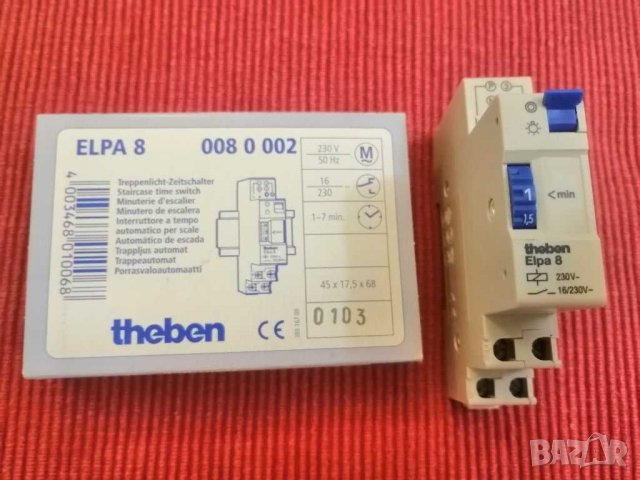 ELPA 8
008 0 002
Treppenlicht-Zeitschalter
Staircase time switch
Minuterie d'escalier
Minutero de escalera
Interruttore a tempo
automatico per scale
Automático de escada
Trappljus automat
Trappeautomat
Porrasvaloautomaatti
4 003468 010068
230 V
50 Hz
M
16
230
1-7 min.
45 x 17,5 x 68
0103
theben
CE
1
1,5
< min
theben
Elpa 8
230V~
16/230V~
BAZAR